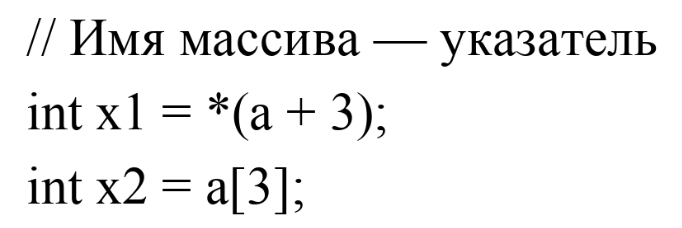 // Имя массива — указатель
int x1 = *(a + 3);
int x2 = a[3];